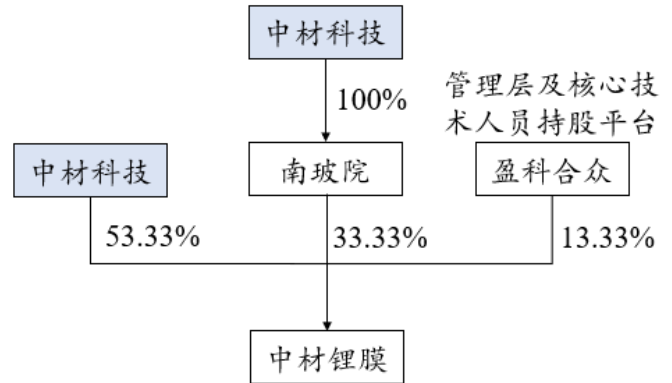 中材科技
100%
管理层及核心技
术人员持股平台
中材科技
南玻院
盈科合众
53.33%
33.33%
13.33%
中材锂膜